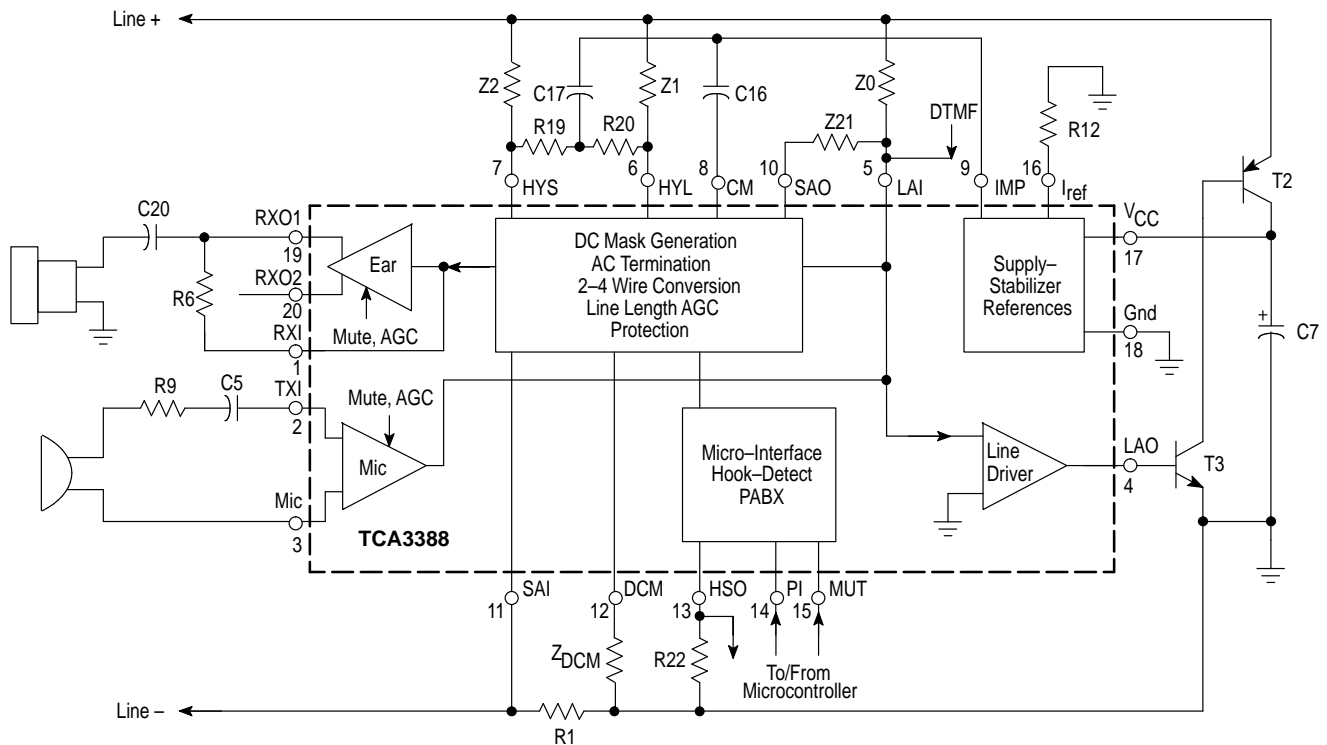 Line +
Z2
C17
Z1
C16
Z0
DTMF
R12
R19
R20
Z21
7
6
8
10
5
9
16
HYS
HYL
CM
SAO
LAI
IMP
Iref
T2
C20
RXO1
19
RXO2
20
R6
RXI
1
Ear
Mute, AGC
DC Mask Generation
AC Termination
2–4 Wire Conversion
Line Length AGC
Protection
Supply–
Stabilizer
References
VCC
17
Gnd
18
+
C7
R9
C5
TXI
2
Mute, AGC
Mic
Mic
3
TCA3388
Micro–Interface
Hook–Detect
PABX
Line
Driver
LAO
4
T3
SAI
DCM
HSO
PI
MUT
11
12
13
14
15
ZDCM
R22
To/From
Microcontroller
Line –
R1